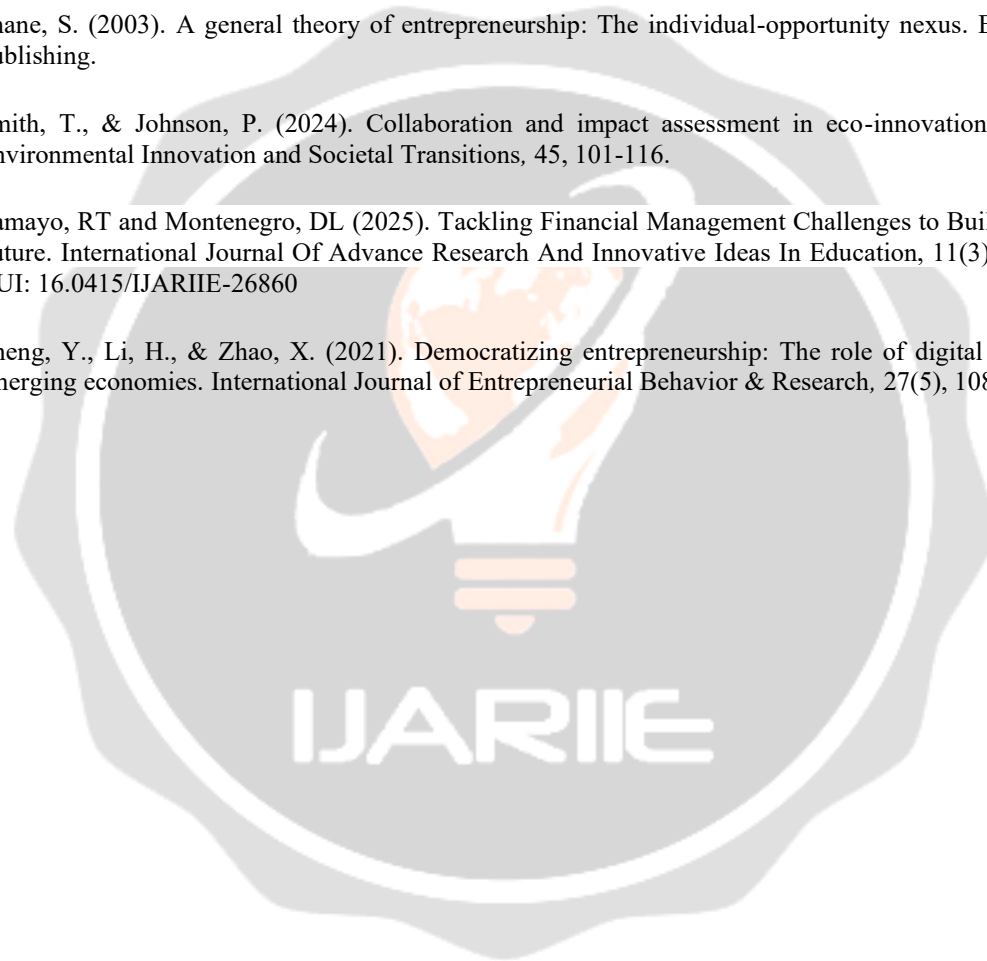 hane, S. (2003). A general theory of entrepreneurship: The individual-opportunity nexus. E
ublishing.
mith, T., & Johnson, P. (2024). Collaboration and impact assessment in eco-innovation
nvironmental Innovation and Societal Transitions, 45, 101-116.
amayo, RT and Montenegro, DL (2025). Tackling Financial Management Challenges to Buil
uture. International Journal Of Advance Research And Innovative Ideas In Education, 11(3)
UI: 16.0415/IJARIIE-26860
heng, Y., Li, H., & Zhao, X. (2021). Democratizing entrepreneurship: The role of digital
merging economies. International Journal of Entrepreneurial Behavior & Research, 27(5), 108
IJARIIE